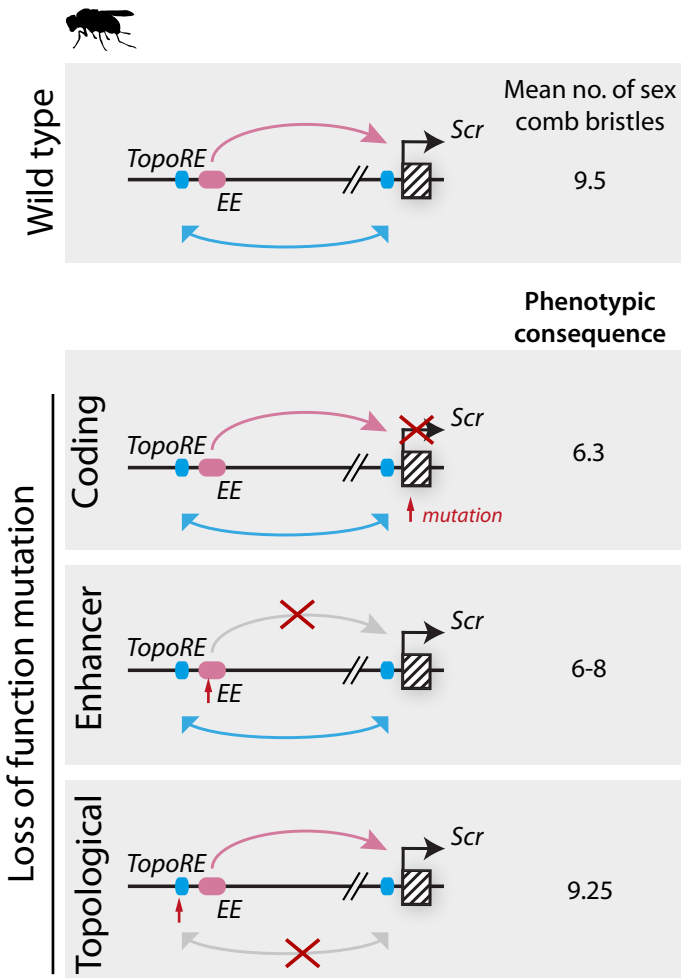 Wild type
Mean no. of sex
comb bristles
Scr
TopoRE
EE
9.5
Phenotypic
consequence
Loss of function mutation
Coding
Scr
TopoRE
EE
mutation
6.3
Enhancer
Scr
TopoRE
EE
6-8
Topological
Scr
TopoRE
EE
9.25